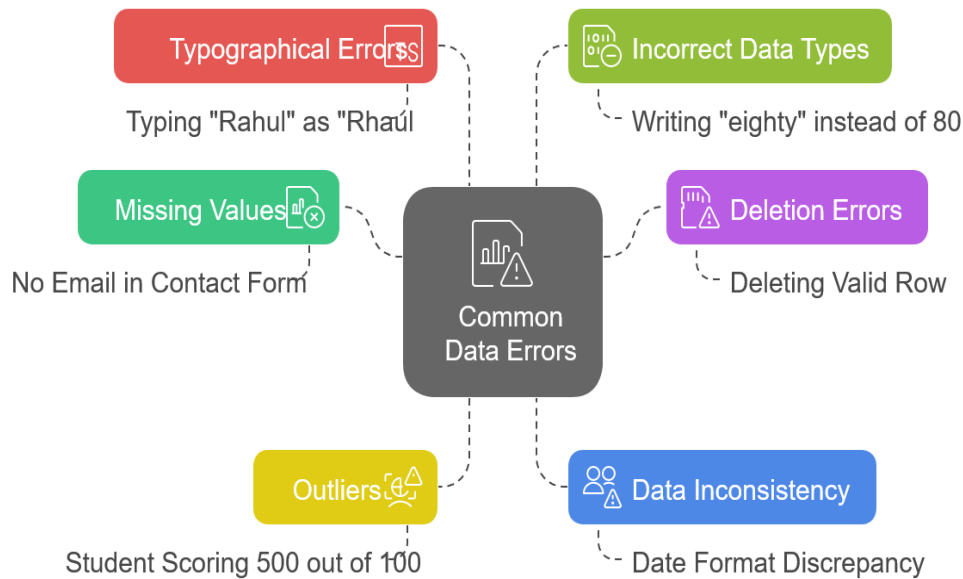 Typographical Errors
Typing "Rahul" as "Rhaul
Incorrect Data Types
Writing "eighty" instead of 80
Missing Values
No Email in Contact Form
Deletion Errors
Deleting Valid Row
Common
Data Errors
Outliers
Student Scoring 500 out of 100
Data Inconsistency
Date Format Discrepancy